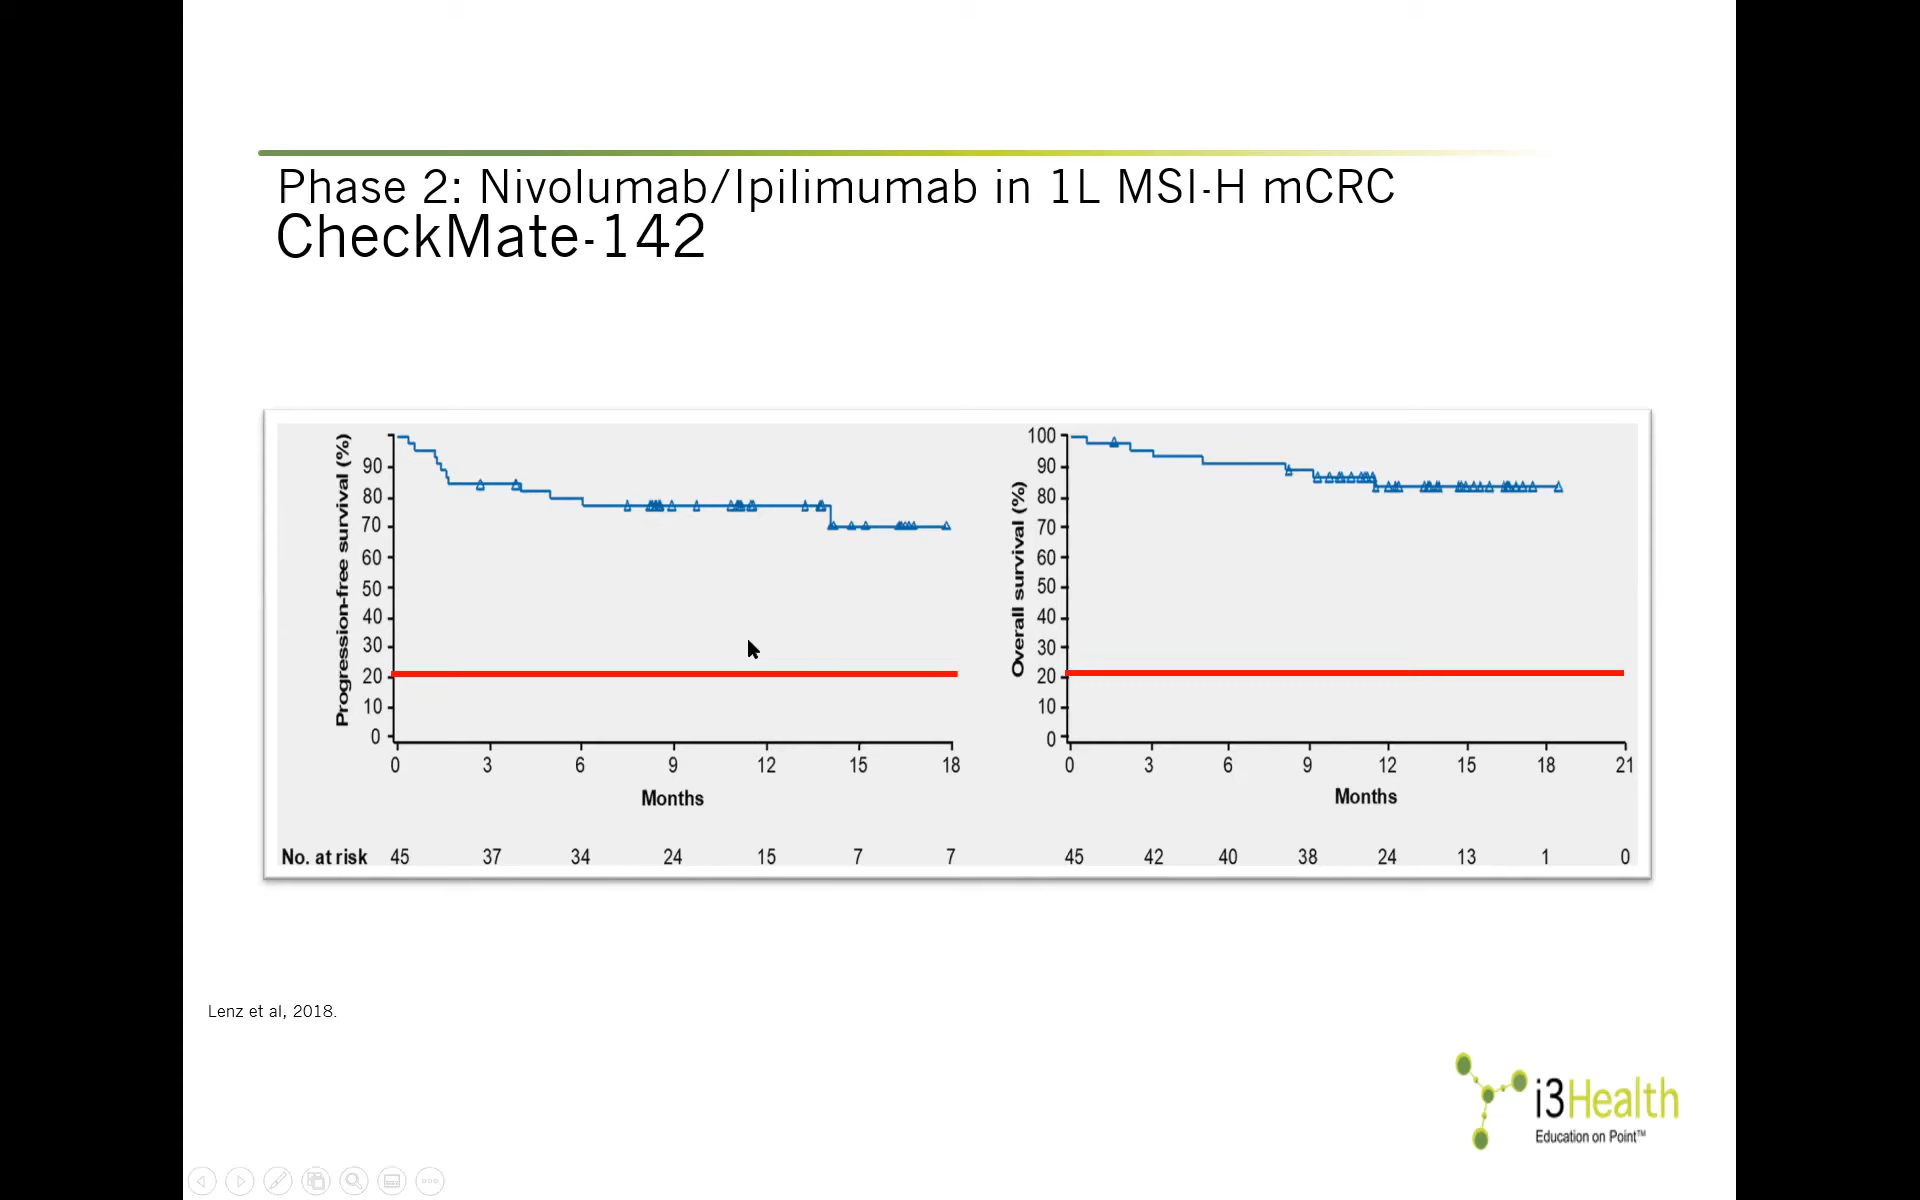 Phase 2: Nivolumab/Ipilimumab in 1L MSI-H mCRC
CheckMate-142
Progression-free survival (%)
90
80
70
60
50
40
30
20
10
0
0 3 6 9 12 15 18
Months
No. at risk 45 37 34 24 15 7 7
Overall survival (%)
100
90
80
70
60
50
40
30
20
10
0
0 3 6 9 12 15 18 21
Months
45 42 40 38 24 13 1 0
Lenz et al, 2018.
i3Health
Education on Point™